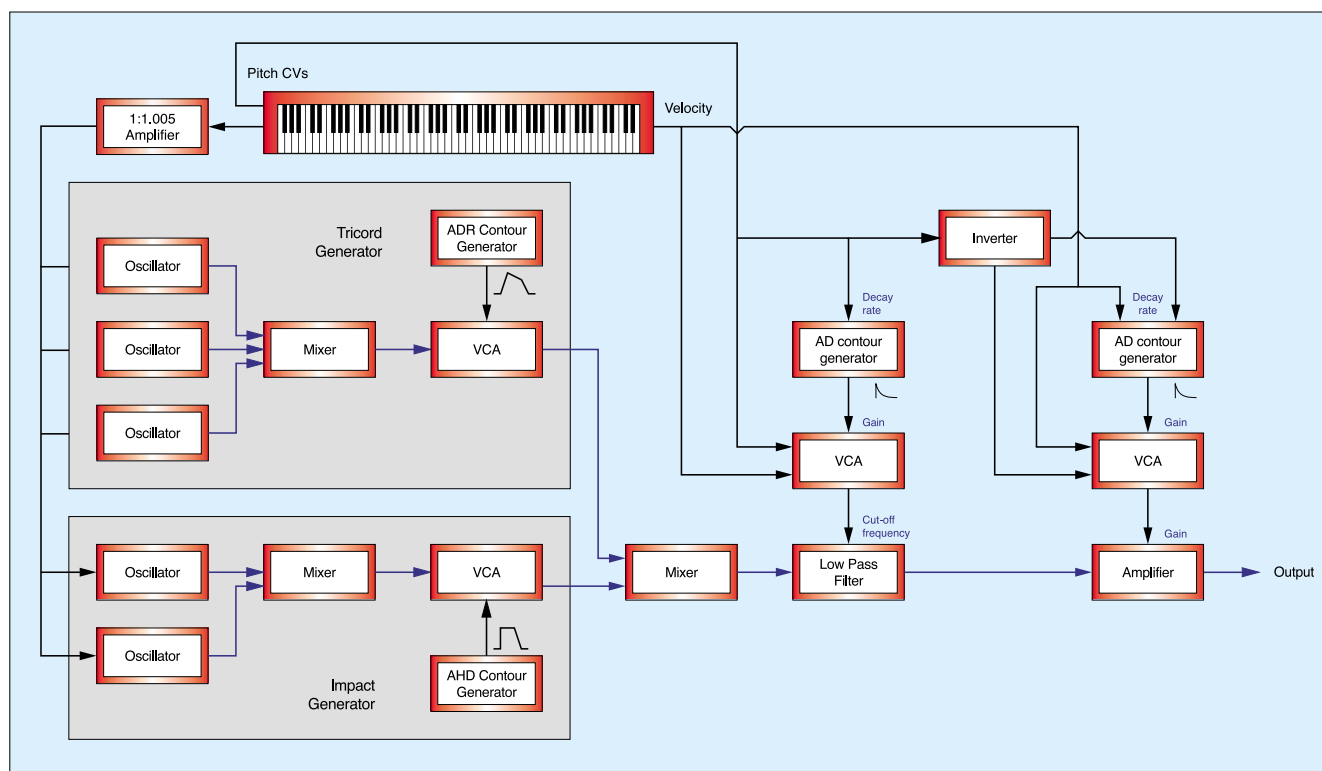 Pitch CVs
Velocity
1:1.005
Amplifier
Tricord
Generator
ADR Contour
Generator
Inverter
Oscillator
Oscillator
Mixer
VCA
Oscillator
Decay
rate
AD contour
generator
Gain
VCA
Cut-off
frequency
Decay
rate
AD contour
generator
Gain
VCA
Gain
Oscillator
Mixer
VCA
Oscillator
Impact
Generator
AHD Contour
Generator
Mixer
Low Pass
Filter
Amplifier
Output